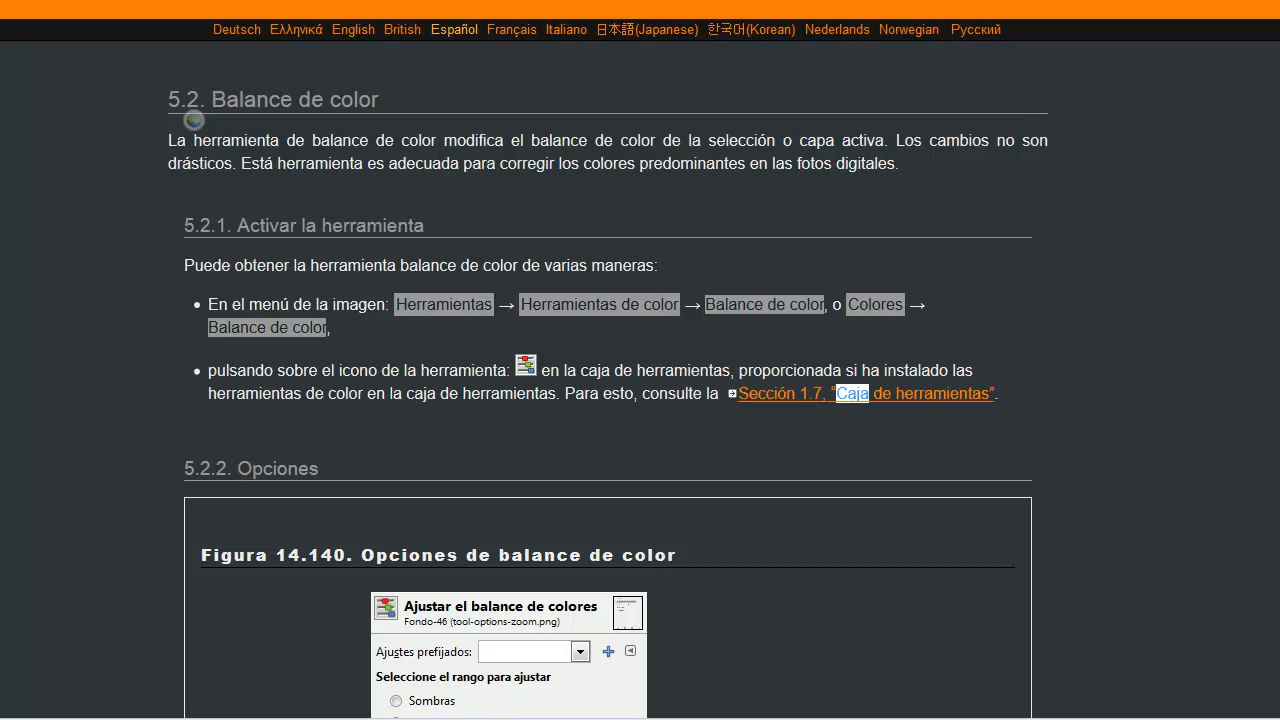 Deutsch Ελληνικά English British Español Français Italiano 日本語(Japanese) 한국어(Korean) Nederlands Norwegian Русский
5.2. Balance de color
La herramienta de balance de color modifica el balance de color de la selección o capa activa. Los cambios no son
drásticos. Está herramienta es adecuada para corregir los colores predominantes en las fotos digitales.
5.2.1. Activar la herramienta
Puede obtener la herramienta balance de color de varias maneras:
• En el menú de la imagen: Herramientas → Herramientas de color → Balance de color, o Colores →
Balance de color,
• pulsando sobre el icono de la herramienta: en la caja de herramientas, proporcionada si ha instalado las
herramientas de color en la caja de herramientas. Para esto, consulte la Sección 1.7, “Caja de herramientas”.
5.2.2. Opciones
Figura 14.140. Opciones de balance de color
Ajustar el balance de colores
Fondo-46 (tool-options-zoom.png)
Ajustes prefijados:
Seleccione el rango para ajustar
Sombras